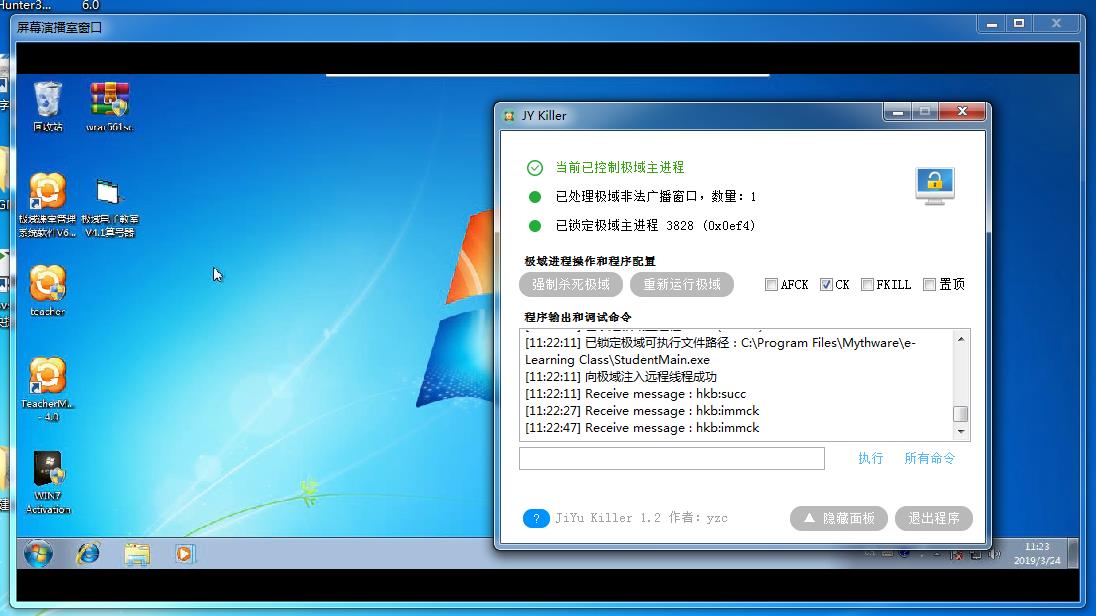 Hunter3...
6.0
屏幕演播室窗口
回收站
wrar561sc
极域课堂管理
系统软件V6...
极域电子教室
V4.1算号器
teacher
TeacherM...
- 4.0
WIN7
Activation
JY Killer
当前已控制极域主进程
已处理极域非法广播窗口，数量：1
已锁定极域主进程 3828 (0x0ef4)
极域进程操作和程序配置
强制杀死极域
重新运行极域
AFCK
CK
FKILL
置顶
程序输出和调试命令
[11:22:11] 已锁定极域可执行文件路径：C:\Program Files\Mythware\e-
Learning Class\StudentMain.exe
[11:22:11] 向极域注入远程线程成功
[11:22:11] Receive message : hkb:succ
[11:22:27] Receive message : hkb:immck
[11:22:47] Receive message : hkb:immck
执行
所有命令
? JiYu Killer 1.2 作者：yzc
▲ 隐藏面板
退出程序
11:23
2019/3/24